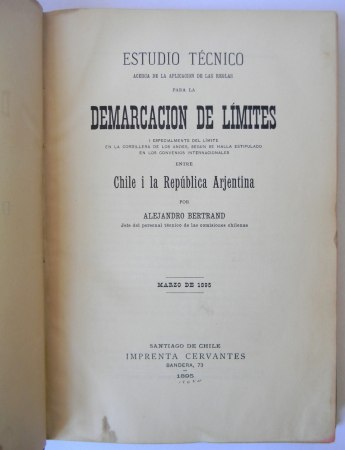 ESTUDIO TÉCNICO
ACERCA DE LA APLICACION DE LAS REGLAS
PARA LA
DEMARCACION DE LÍMITES
I ESPECIALMENTE DEL LÍMITE
EN LA CORDILLERA DE LOS ANDES, SEGUN SE HALLA ESTIPULADO
EN LOS CONVENIOS INTERNACIONALES
ENTRE
Chile i la República Arjentina
POR
ALEJANDRO BERTRAND
Jefe del personal técnico de las comisiones chilenas
MARZO DE 1895
SANTIAGO DE CHILE
IMPRENTA CERVANTES
BANDERA, 73
1895